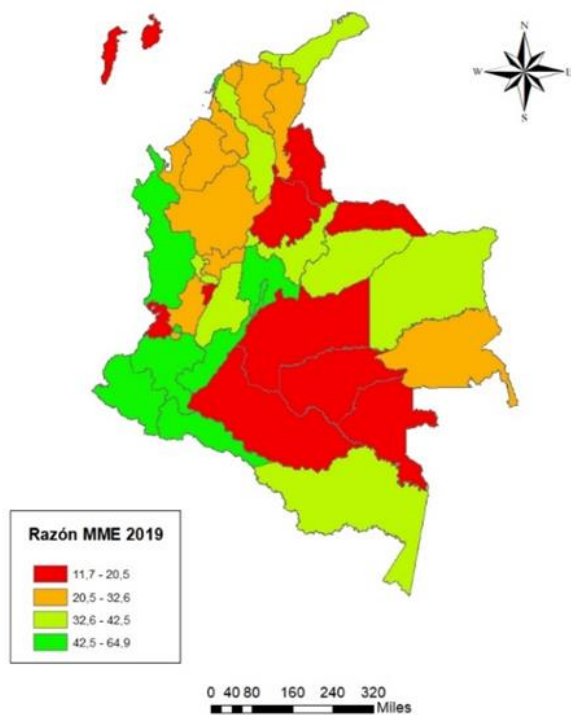 N
W
E
S
Razón MME 2019
11,7 - 20,5
20,5 - 32,6
32,6 - 42,5
42,5 - 64,9
0 40 80 160 240 320
Miles